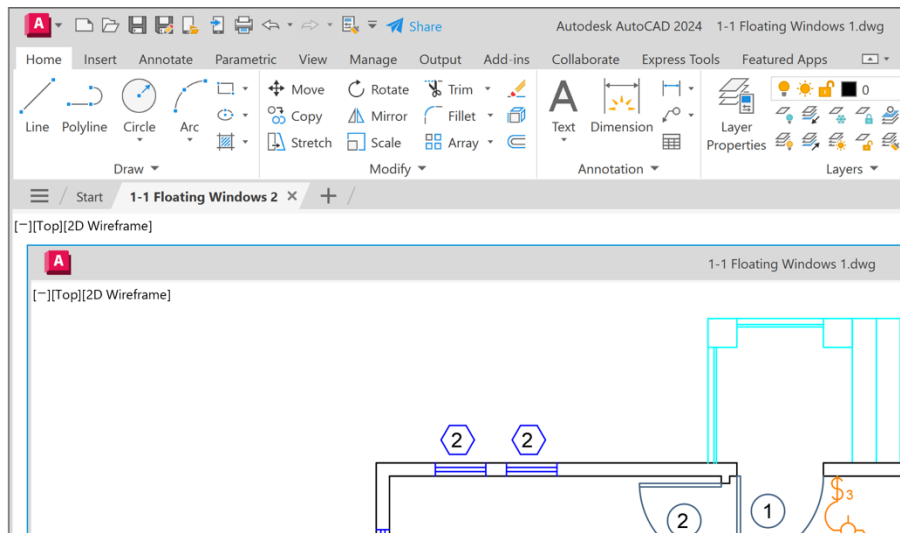 A Share Autodesk AutoCAD 2024 1-1 Floating Windows 1.dwg
Home Insert Annotate Parametric View Manage Output Add-ins Collaborate Express Tools Featured Apps
Move Rotate Trim
0
Copy Mirror Fillet
Line Polyline Circle Arc Text Dimension Layer Properties
Stretch Scale Array
Draw Modify Annotation Layers
Start 1-1 Floating Windows 2
[−][Top][2D Wireframe]
A 1-1 Floating Windows 1.dwg
[−][Top][2D Wireframe]
2 2
$3
2 1